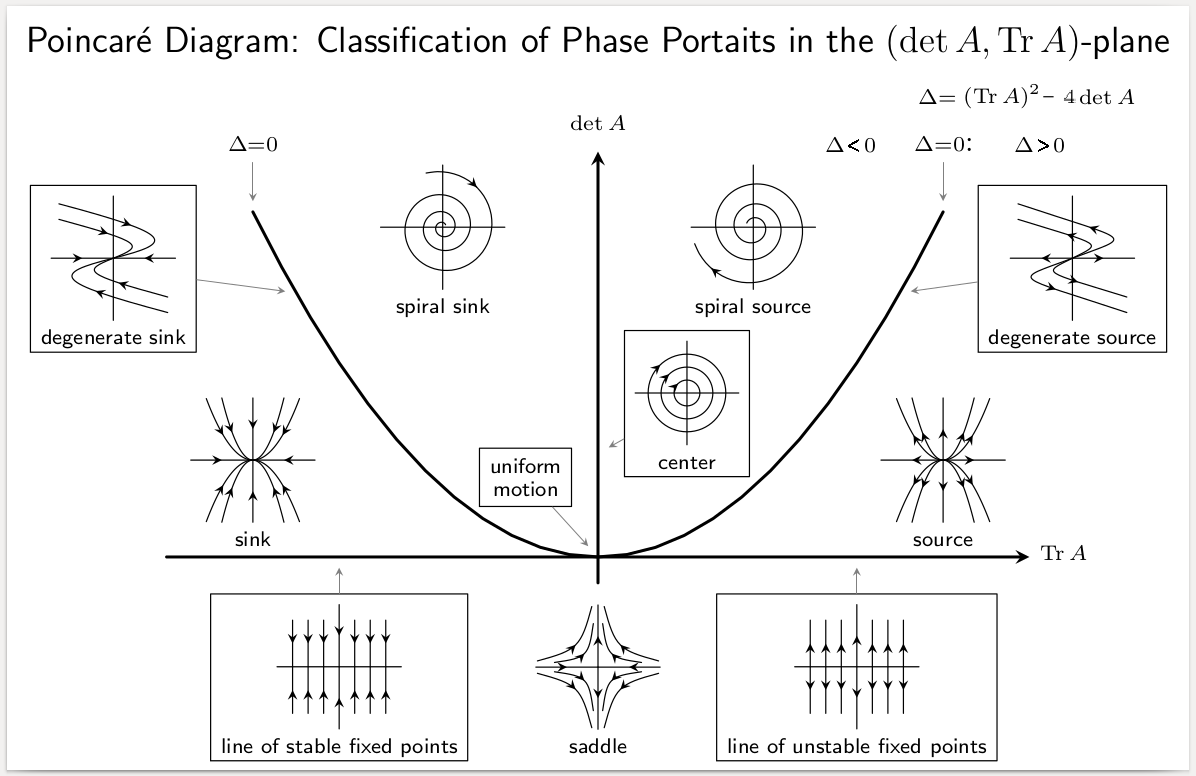 Poincaré Diagram: Classification of Phase Portaits in the (det A, Tr A)-plane
Δ= (Tr A)² − 4 det A
det A
Δ=0
Δ<0 Δ=0: Δ>0
spiral sink
spiral source
degenerate sink
degenerate source
center
uniform
motion
sink
source
Tr A
line of stable fixed points
saddle
line of unstable fixed points